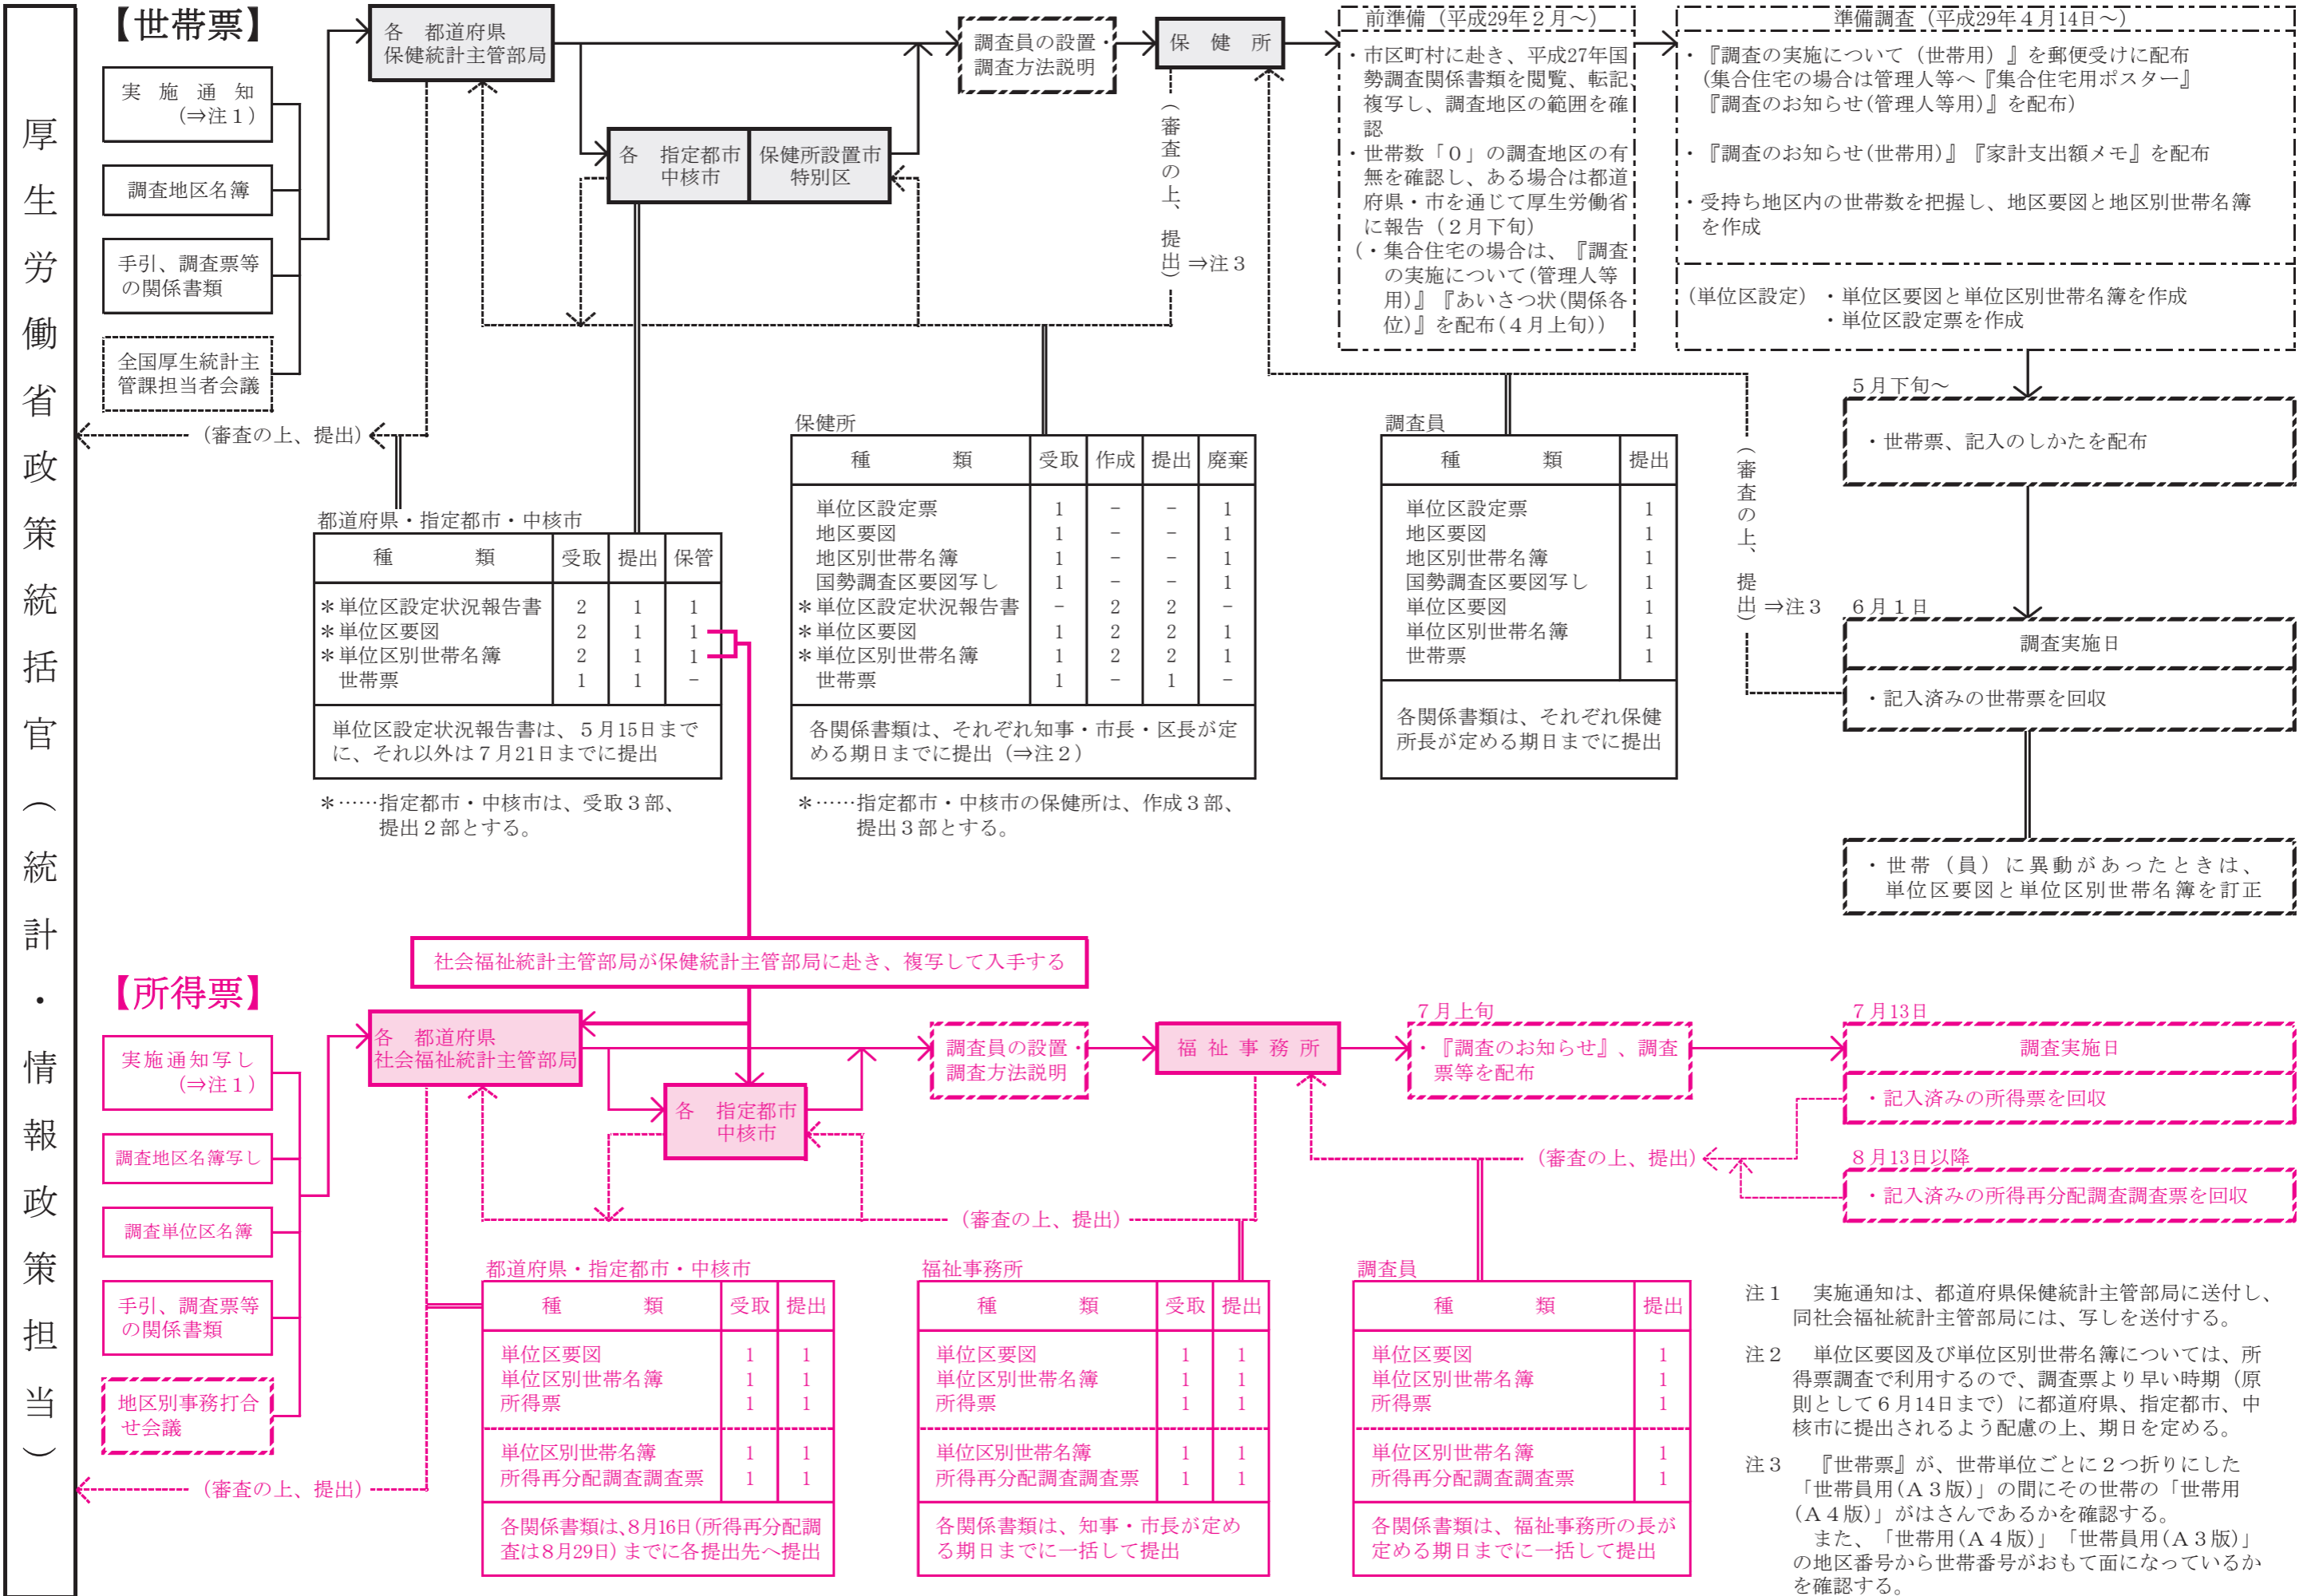 厚生労働省政策統括官（統計・情報政策担当）
【世帯票】
実施通知
(⇒注１)
調査地区名簿
手引、調査票等
の関係書類
全国厚生統計主
管課担当者会議
各　都道府県
保健統計主管部局
各　指定都市
中核市
保健所設置市
特別区
調査員の設置・
調査方法説明
保健所
(審査の上、提出)
⇒注３
前準備（平成29年２月～）
・市区町村に赴き、平成27年国
勢調査関係書類を閲覧、転記、
複写し、調査地区の範囲を確
認
・世帯数「０」の調査地区の有
無を確認し、ある場合は都道
府県・市を通じて厚生労働省
に報告（２月下旬）
(・集合住宅の場合は、『調査
の実施について(管理人等
用)』『あいさつ状(関係各
位)』を配布(４月上旬))
準備調査（平成29年４月14日～）
・『調査の実施について（世帯用）』を郵便受けに配布
(集合住宅の場合は管理人等へ『集合住宅用ポスター』
『調査のお知らせ(管理人等用)』を配布)
・『調査のお知らせ(世帯用)』『家計支出額メモ』を配布
・受持ち地区内の世帯数を把握し、地区要図と地区別世帯名簿
を作成
(単位区設定)　・単位区要図と単位区別世帯名簿を作成
・単位区設定票を作成
５月下旬～
・世帯票、記入のしかたを配布
６月１日
調査実施日
・記入済みの世帯票を回収
・世帯（員）に異動があったときは、
単位区要図と単位区別世帯名簿を訂正
(審査の上、提出)
⇒注３
(審査の上、提出)
都道府県・指定都市・中核市
種　類　受取　提出　保管
＊単位区設定状況報告書　2　1　1
＊単位区要図　2　1　1
＊単位区別世帯名簿　2　1　1
世帯票　1　1　－
単位区設定状況報告書は、５月15日まで
に、それ以外は７月21日までに提出
＊……指定都市・中核市は、受取３部、
提出２部とする。
保健所
種　類　受取　作成　提出　廃棄
単位区設定票　1　－　－　1
地区要図　1　－　－　1
地区別世帯名簿　1　－　－　1
国勢調査区要図写し　1　－　－　1
＊単位区設定状況報告書　－　2　2　－
＊単位区要図　1　2　2　1
＊単位区別世帯名簿　1　2　2　1
世帯票　1　－　1　－
各関係書類は、それぞれ知事・市長・区長が定
める期日までに提出（⇒注２）
＊……指定都市・中核市の保健所は、作成３部、
提出３部とする。
調査員
種　類　提出
単位区設定票　1
地区要図　1
地区別世帯名簿　1
国勢調査区要図写し　1
単位区要図　1
単位区別世帯名簿　1
世帯票　1
各関係書類は、それぞれ保健
所長が定める期日までに提出
社会福祉統計主管部局が保健統計主管部局に赴き、複写して入手する
【所得票】
実施通知写し
(⇒注１)
調査地区名簿写し
調査単位区名簿
手引、調査票等
の関係書類
地区別事務打合
せ会議
各　都道府県
社会福祉統計主管部局
各　指定都市
中核市
調査員の設置・
調査方法説明
福祉事務所
７月上旬
・『調査のお知らせ』、調査
票等を配布
７月13日
調査実施日
・記入済みの所得票を回収
８月13日以降
・記入済みの所得再分配調査調査票を回収
(審査の上、提出)
(審査の上、提出)
(審査の上、提出)
都道府県・指定都市・中核市
種　類　受取　提出
単位区要図　1　1
単位区別世帯名簿　1　1
所得票　1　1
単位区別世帯名簿　1　1
所得再分配調査調査票　1　1
各関係書類は、8月16日(所得再分配調
査は８月29日)までに各提出先へ提出
福祉事務所
種　類　受取　提出
単位区要図　1　1
単位区別世帯名簿　1　1
所得票　1　1
単位区別世帯名簿　1　1
所得再分配調査調査票　1　1
各関係書類は、知事・市長が定め
る期日までに一括して提出
調査員
種　類　提出
単位区要図　1
単位区別世帯名簿　1
所得票　1
単位区別世帯名簿　1
所得再分配調査調査票　1
各関係書類は、福祉事務所の長が
定める期日までに一括して提出
注１　実施通知は、都道府県保健統計主管部局に送付し、
同社会福祉統計主管部局には、写しを送付する。
注２　単位区要図及び単位区別世帯名簿については、所
得票調査で利用するので、調査票より早い時期（原
則として６月14日まで）に都道府県、指定都市、中
核市に提出されるよう配慮の上、期日を定める。
注３　『世帯票』が、世帯単位ごとに２つ折りにした
「世帯員用(Ａ３版)」の間にその世帯の「世帯用
(Ａ４版)」がはさんであるかを確認する。
また、「世帯用(Ａ４版)」「世帯員用(Ａ３版)」
の地区番号から世帯番号がおもて面になっているか
を確認する。